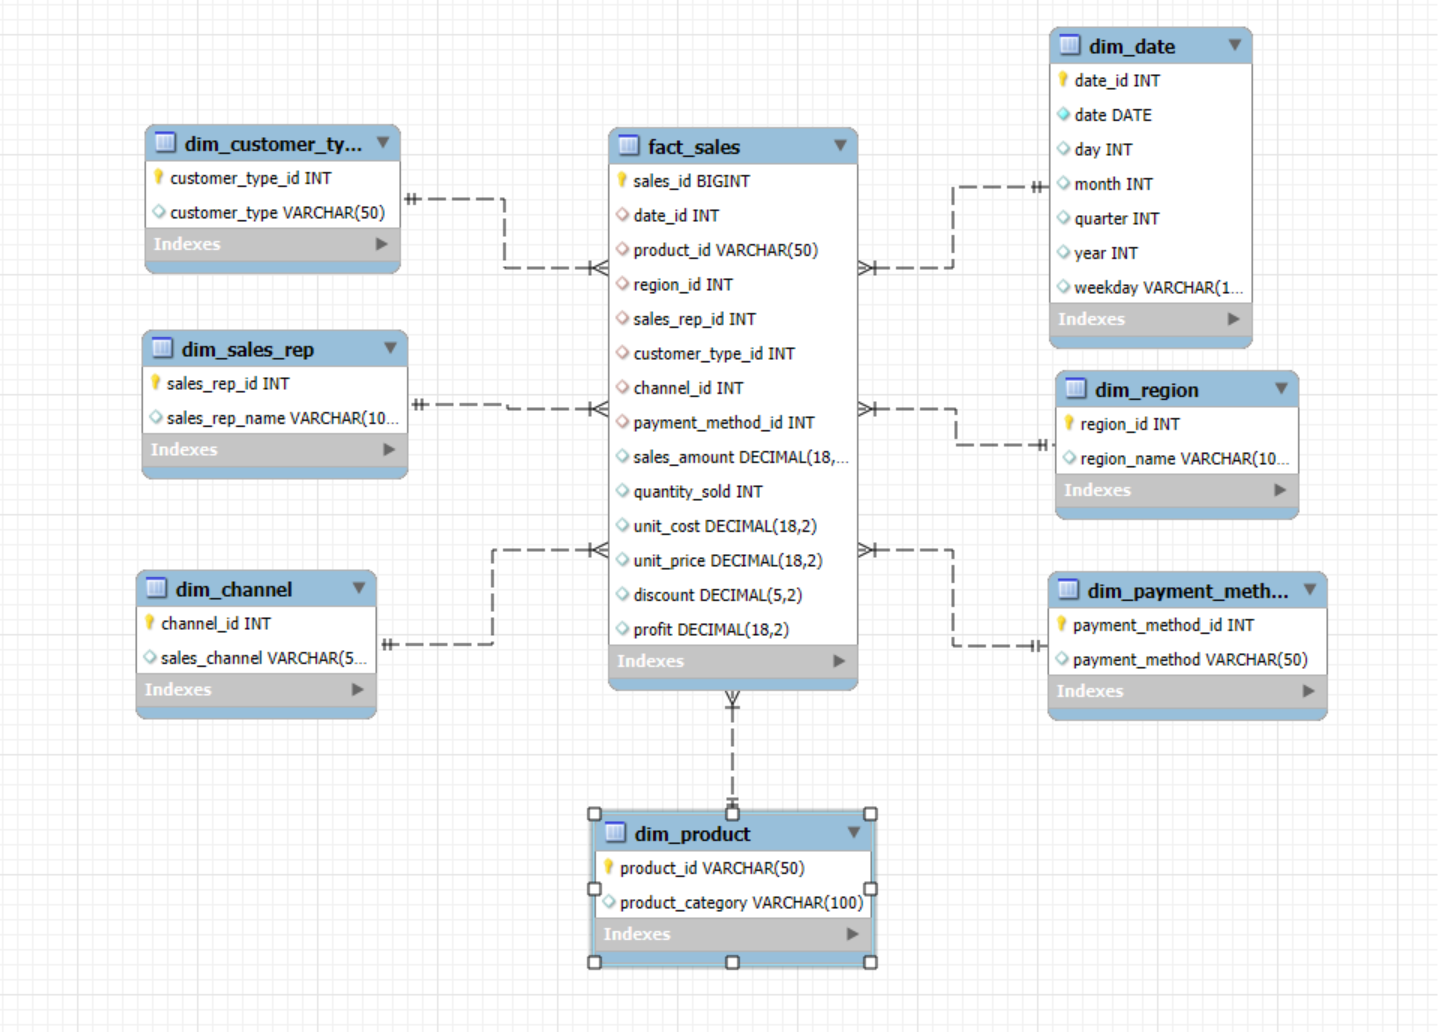 dim_date
date_id INT
date DATE
day INT
month INT
quarter INT
year INT
weekday VARCHAR(1...
Indexes
dim_customer_ty...
customer_type_id INT
customer_type VARCHAR(50)
Indexes
fact_sales
sales_id BIGINT
date_id INT
product_id VARCHAR(50)
region_id INT
sales_rep_id INT
customer_type_id INT
channel_id INT
payment_method_id INT
sales_amount DECIMAL(18,...
quantity_sold INT
unit_cost DECIMAL(18,2)
unit_price DECIMAL(18,2)
discount DECIMAL(5,2)
profit DECIMAL(18,2)
Indexes
dim_sales_rep
sales_rep_id INT
sales_rep_name VARCHAR(10...
Indexes
dim_region
region_id INT
region_name VARCHAR(10...
Indexes
dim_channel
channel_id INT
sales_channel VARCHAR(5...
Indexes
dim_payment_meth...
payment_method_id INT
payment_method VARCHAR(50)
Indexes
dim_product
product_id VARCHAR(50)
product_category VARCHAR(100)
Indexes